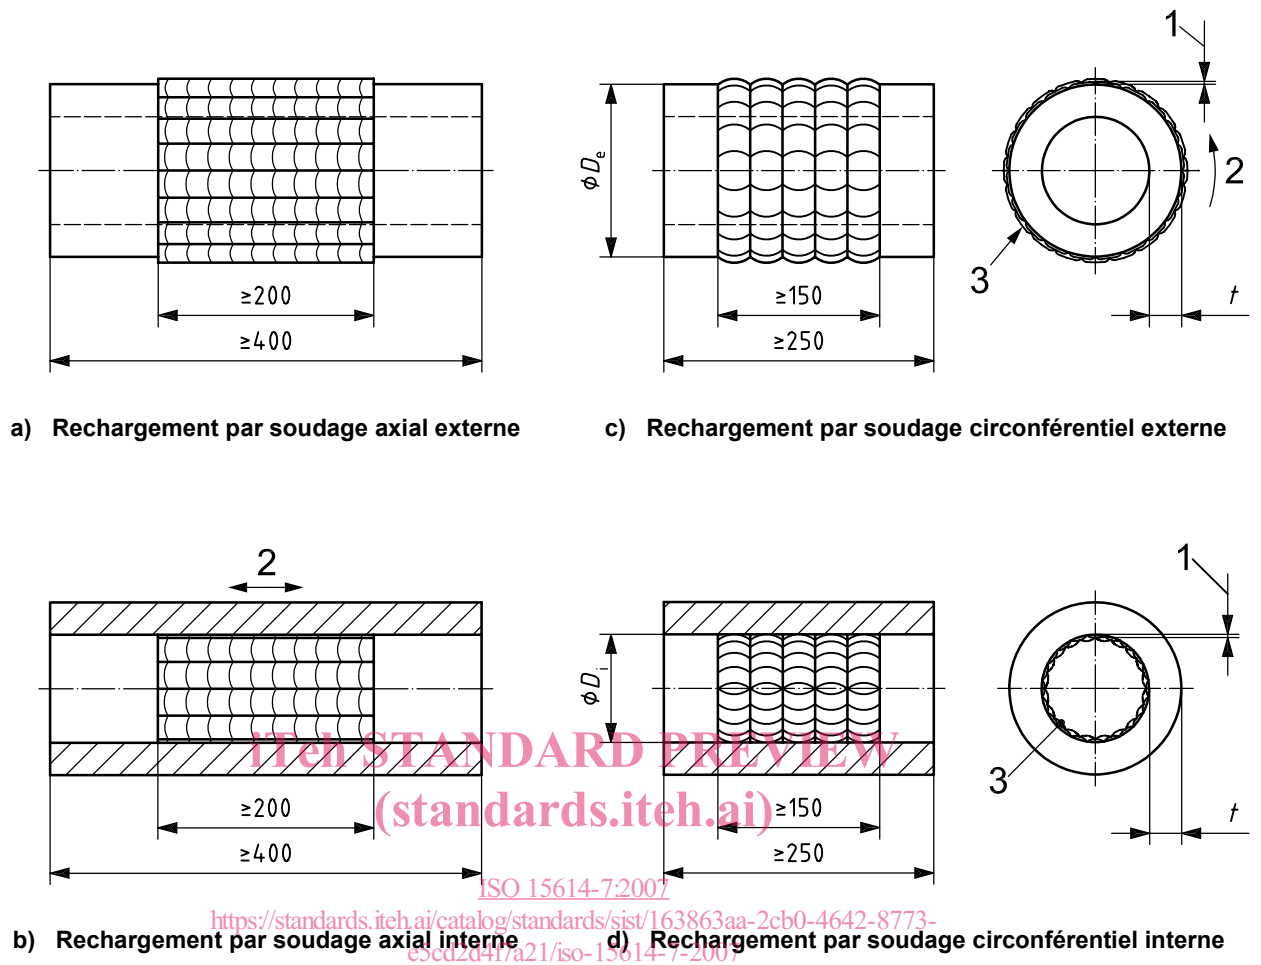 1
2
3
t
ϕDe
≥200
≥400
≥150
≥250
a) Rechargement par soudage axial externe
c) Rechargement par soudage circonférentiel externe
2
1
3
t
ϕDi
iTeh STANDARD PREVIEW
(standards.iteh.ai)
≥200
≥400
≥150
≥250
ISO 15614-7:2007
https://standards.iteh.ai/catalog/standards/sist/163863aa-2cb0-4642-8773-
e5cd2d4f7a21/iso-15614-7-2007
b) Rechargement par soudage axial interne
d) Rechargement par soudage circonférentiel interne